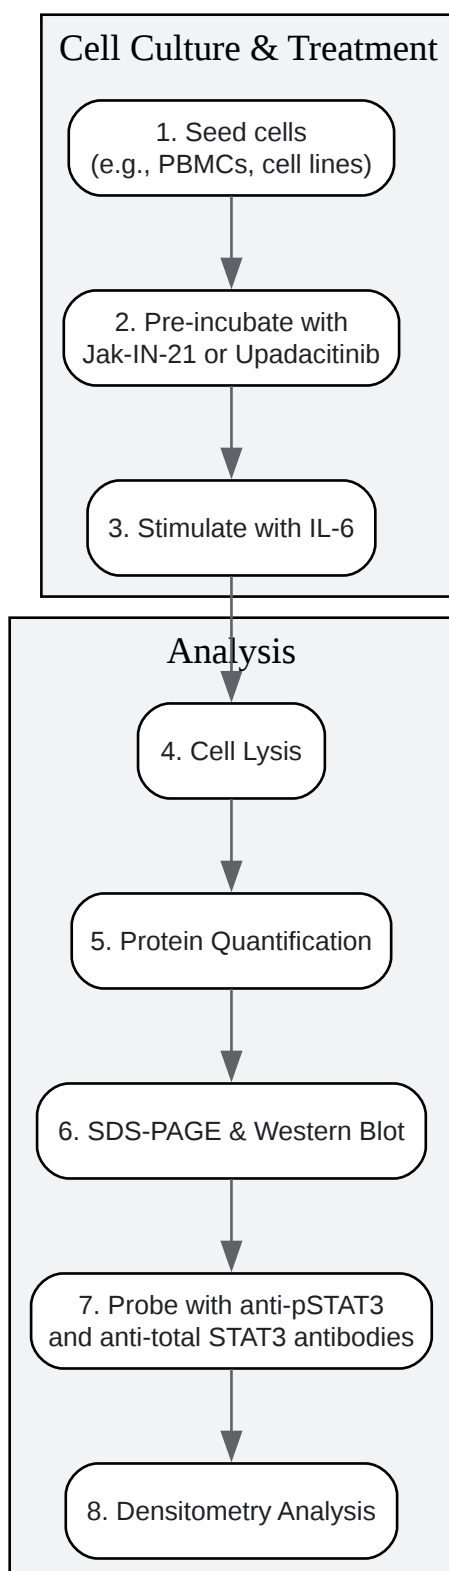 Cell Culture & Treatment
1. Seed cells
(e.g., PBMCs, cell lines)
2. Pre-incubate with
Jak-IN-21 or Upadacitinib
3. Stimulate with IL-6
Analysis
4. Cell Lysis
5. Protein Quantification
6. SDS-PAGE & Western Blot
7. Probe with anti-pSTAT3
and anti-total STAT3 antibodies
8. Densitometry Analysis